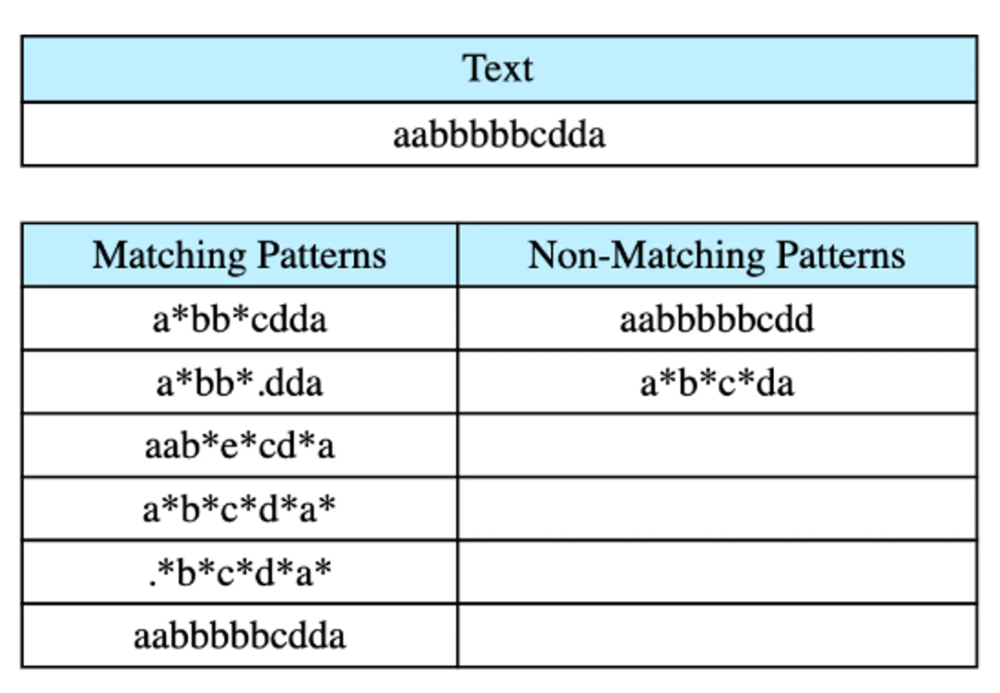 Text
aabbbbbcdda
Matching Patterns Non-Matching Patterns
a*bb*cdda aabbbbbcdd
a*bb*.dda a*b*c*da
aab*e*cd*a
a*b*c*d*a*
.*b*c*d*a*
aabbbbbcdda